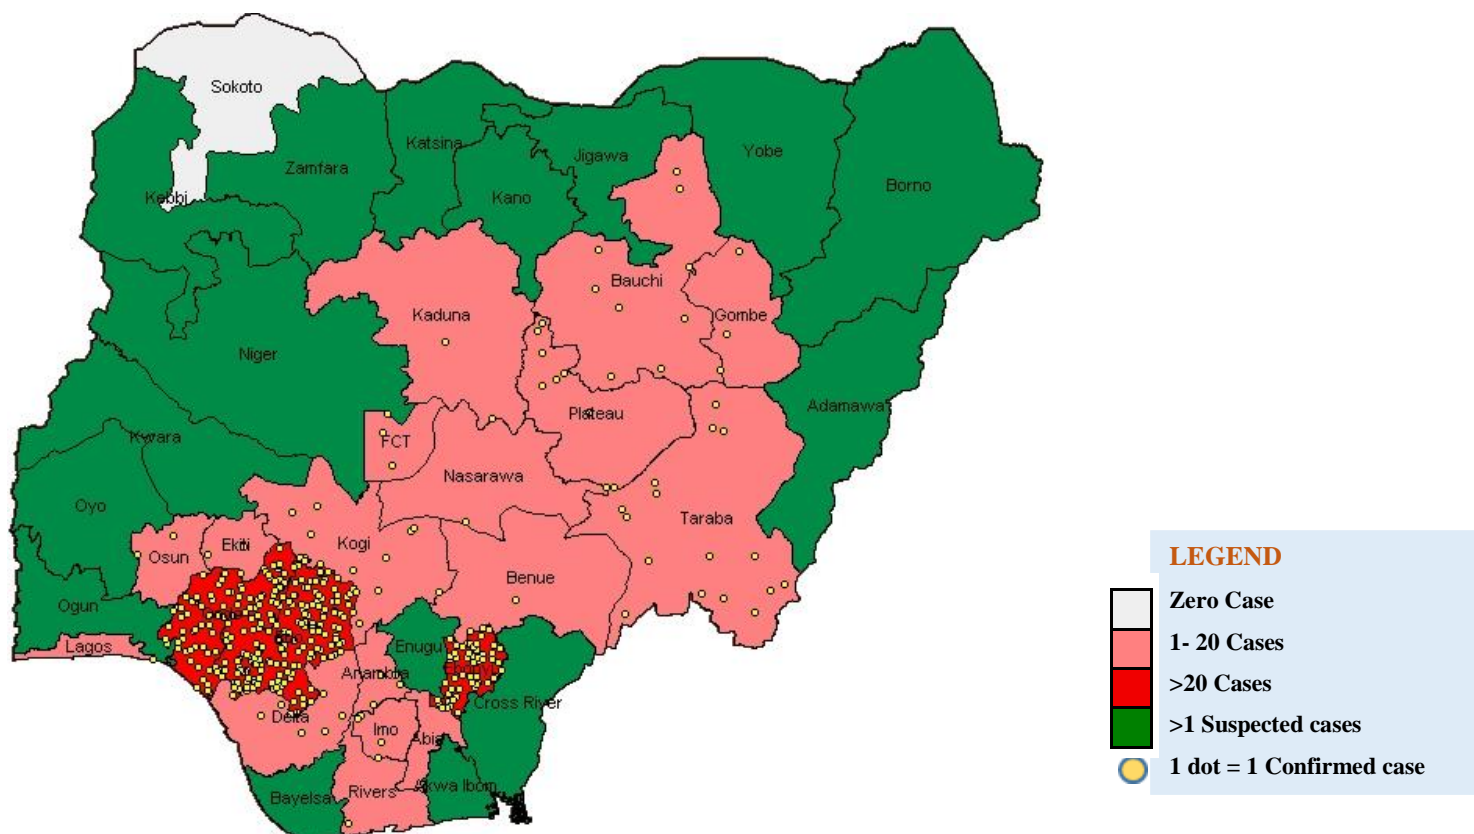 Sokoto
Katsina
Jigawa
Yobe
Zamfara
Borno
Kebbi
Kano
Bauchi
Kaduna
Gombe
Niger
Adamawa
Plateau
Kwara
FCT
Nasarawa
Oyo
Taraba
Osun
Ekiti
Kogi
Benue
Ogun
Lagos
Enugu
Anambra
Cross River
Delta
Imo
Abia
Bayelsa
Rivers
Akwa Ibom
LEGEND
Zero Case
1- 20 Cases
>20 Cases
>1 Suspected cases
1 dot = 1 Confirmed case